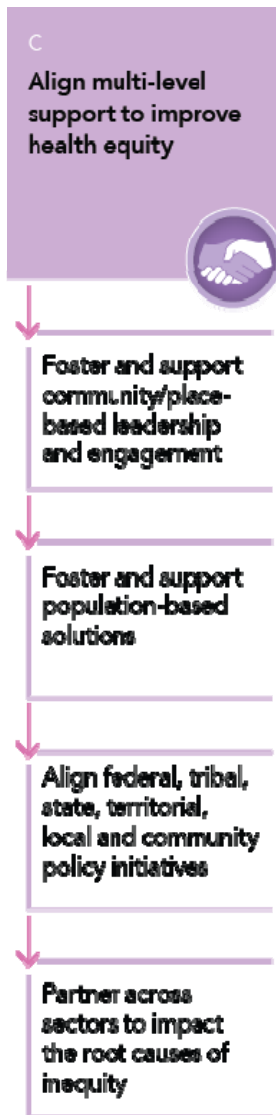 C
Align multi-level
support to improve
health equity
Foster and support
community/place-
based leadership
and engagement
Foster and support
population-based
solutions
Align federal, tribal,
state, territorial,
local and community
policy initiatives
Partner across
sectors to impact
the root causes of
inequity